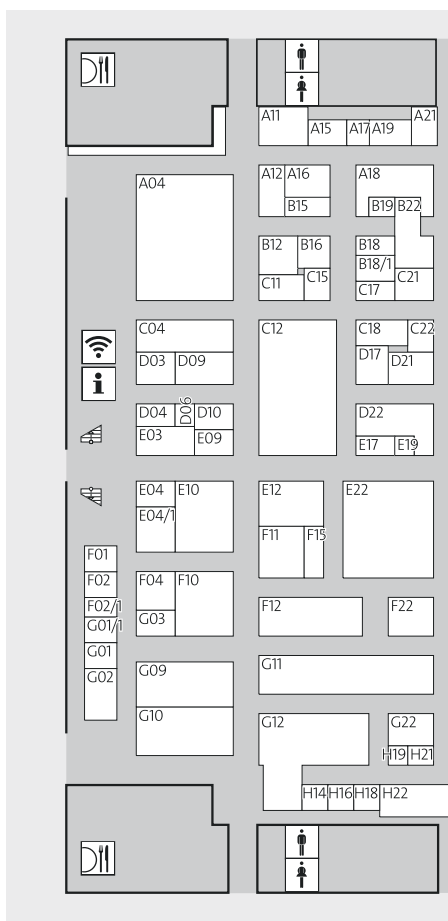 A11
A15
A17
A19
A21
A04
A12
A16
B15
A18
B19
B22
B12
B16
C11
C15
B18
B18/1
C17
C21
C04
D03
D09
C12
C18
C22
D17
D21
D04
D06
D10
E03
E09
D22
E17
E19
E04
E10
E04/1
E12
F11
F15
E22
F01
F02
F02/1
G01/1
G01
G02
F04
F10
G03
F12
F22
G09
G10
G11
G12
G22
H19
H21
H14
H16
H18
H22